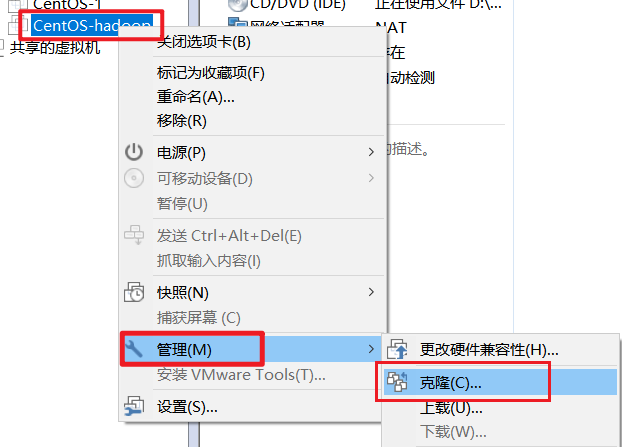 CentOS-1
CD/DVD (IDE)
正在使用文件 D:\...
CentOS-hadoop
网络适配器
NAT
共享的虚拟机
关闭选项卡(B)
存在
标记为收藏项(F)
自动检测
重命名(A)...
移除(R)
电源(P)
的描述。
可移动设备(D)
暂停(U)
发送 Ctrl+Alt+Del(E)
抓取输入内容(I)
快照(N)
捕获屏幕 (C)
管理(M)
更改硬件兼容性(H)...
安装 VMware Tools(T)...
克隆(C)...
设置(S)...
上载(U)...
下载(W)...